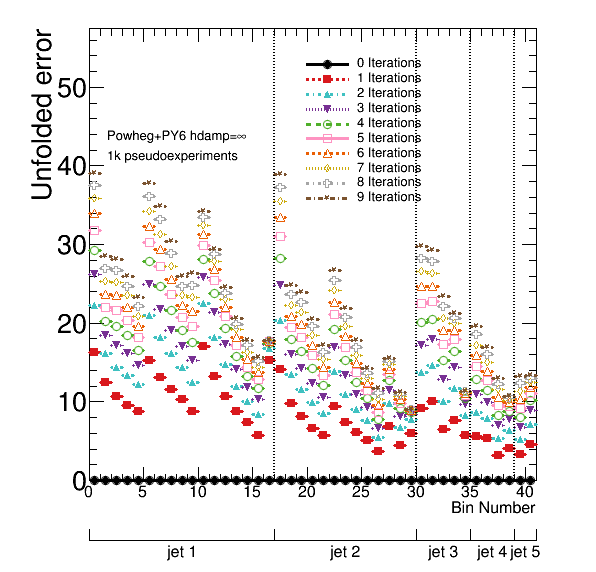 Unfolded error
50
40
30
20
10
0
0 Iterations
1 Iterations
2 Iterations
3 Iterations
4 Iterations
5 Iterations
6 Iterations
7 Iterations
8 Iterations
9 Iterations
Powheg+PY6 hdamp=∞
1k pseudoexperiments
0 5 10 15 20 25 30 35 40
Bin Number
jet 1 jet 2 jet 3 jet 4 jet 5